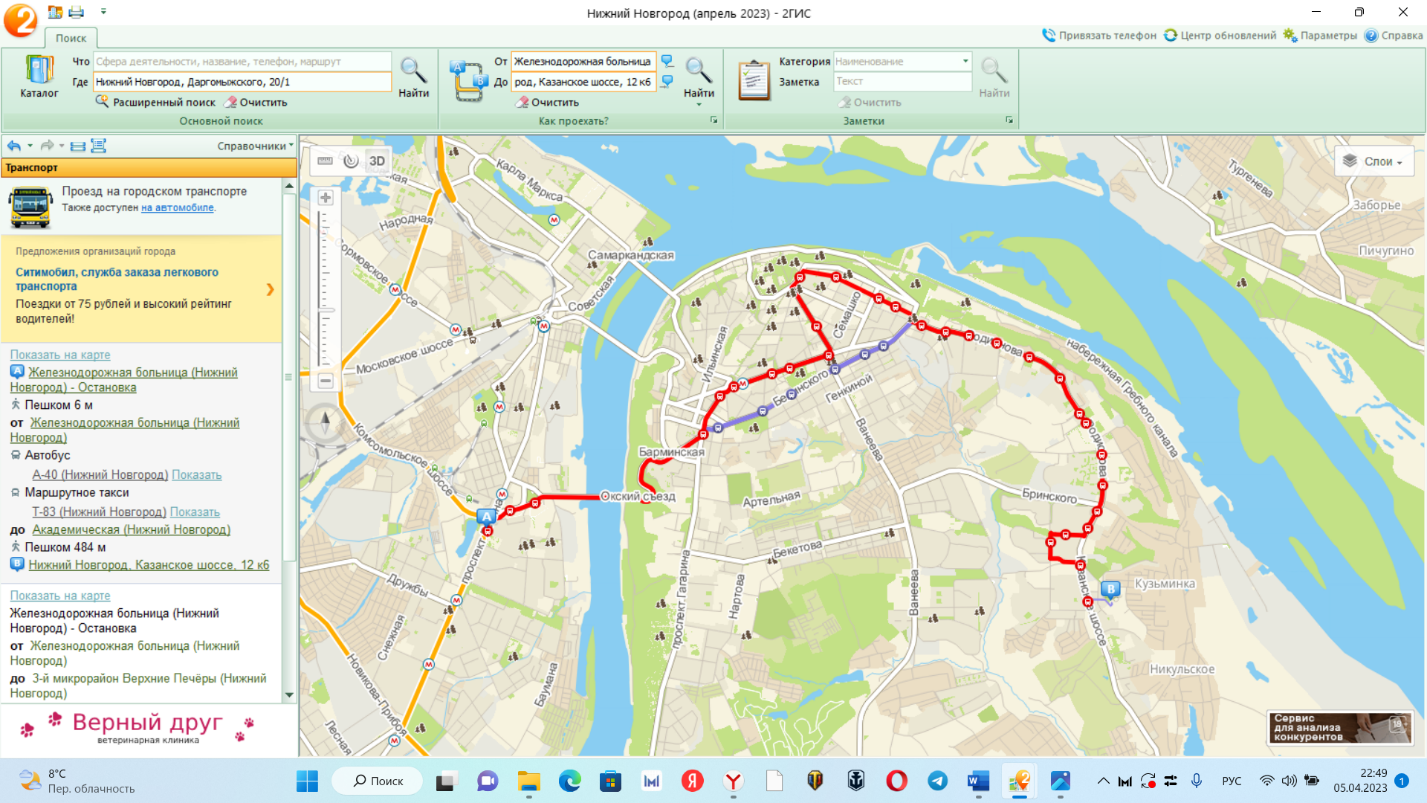 Нижний Новгород (апрель 2023) - 2ГИС
Поиск
Привязать телефон
Центр обновлений
Параметры
Справка
Каталог
Что
Сфера деятельности, название, телефон, маршрут
Где
Нижний Новгород, Даргомыжского, 20/1
Расширенный поиск
Очистить
Найти
Основной поиск
От
Железнодорожная больница
До
род, Казанское шоссе, 12 к6
Очистить
Найти
Как проехать?
Категория
Наименование
Заметка
Текст
Очистить
Найти
Заметки
Справочники
Транспорт
Проезд на городском транспорте
Также доступен на автомобиле.
Предложения организаций города
Ситимобил, служба заказа легкового
транспорта
Поездки от 75 рублей и высокий рейтинг
водителей!
Показать на карте
A Железнодорожная больница (Нижний
Новгород) - Остановка
Пешком 6 м
от Железнодорожная больница (Нижний
Новгород)
Автобус
А-40 (Нижний Новгород) Показать
Маршрутное такси
Т-83 (Нижний Новгород) Показать
до Академическая (Нижний Новгород)
Пешком 484 м
B Нижний Новгород, Казанское шоссе, 12 к6
Показать на карте
Железнодорожная больница (Нижний
Новгород) - Остановка
от Железнодорожная больница (Нижний
Новгород)
до 3-й микрорайон Верхние Печёры (Нижний
Новгород)
Верный друг
ветеринарная клиника
3D
Слои
Карла Маркса
Народная
Самаркандская
Советская
Московское шоссе
Комсомольское шоссе
Ильинская
Семашко
Генкиной
Ванеева
набережная Гребного канала
Тургенева
Заборье
Пичугино
Барминская
Окский съезд
Артельная
Бринского
Бекетова
проспект Гагарина
Нартова
Ванеева
Казанское шоссе
Кузьминка
Никульское
Дружбы
Снежная
Баумана
Новикова-Прибоя
Лесная
A
B
Сервис
для анализа
конкурентов
18+
8°C
Пер. облачность
Поиск
РУС
22:49
05.04.2023
1